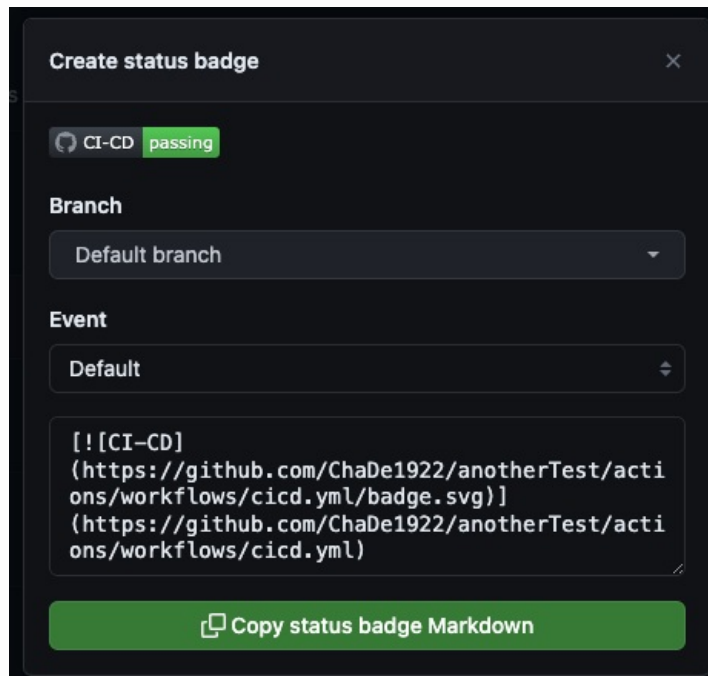 Create status badge
s
CI-CD passing
Branch
Default branch
Event
Default
[![CI-CD]
(https://github.com/ChaDe1922/anotherTest/acti
ons/workflows/cicd.yml/badge.svg)]
(https://github.com/ChaDe1922/anotherTest/acti
ons/workflows/cicd.yml)
Copy status badge Markdown